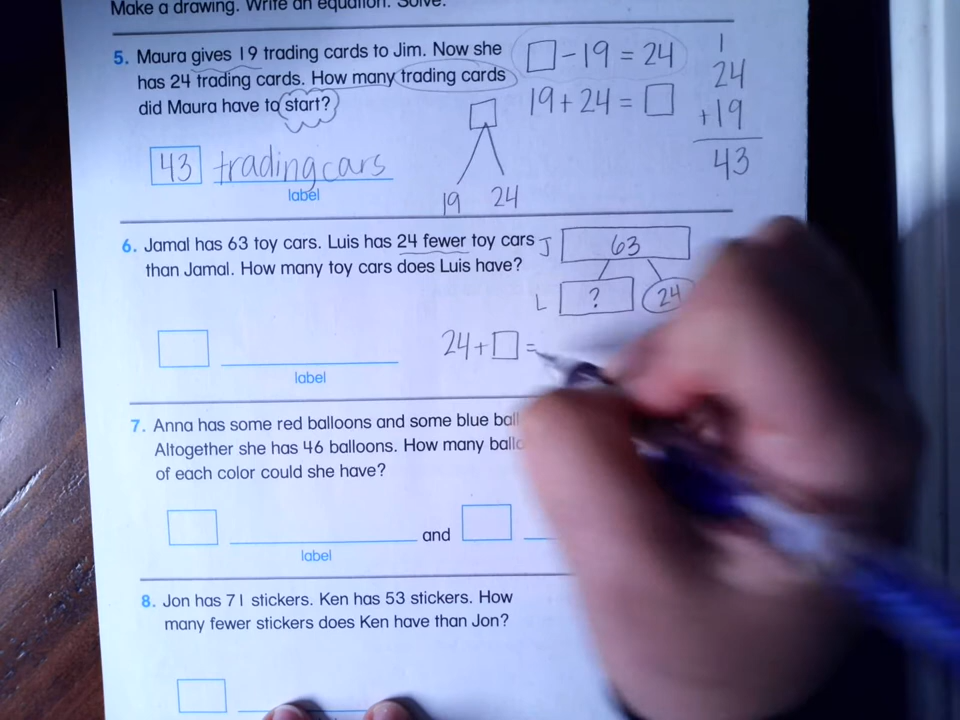 Make a drawing. Write an equation. Solve.
5. Maura gives 19 trading cards to Jim. Now she
has 24 trading cards. How many trading cards
did Maura have to start?
□ - 19 = 24
19 + 24 = □
1
24
+19
43
19 24
43 tradingcars
label
6. Jamal has 63 toy cars. Luis has 24 fewer toy cars
than Jamal. How many toy cars does Luis have?
J 63
L ? 24
24 + □ =
label
7. Anna has some red balloons and some blue
Altogether she has 46 balloons. How many
of each color could she have?
and
label
8. Jon has 71 stickers. Ken has 53 stickers. How
many fewer stickers does Ken have than Jon?